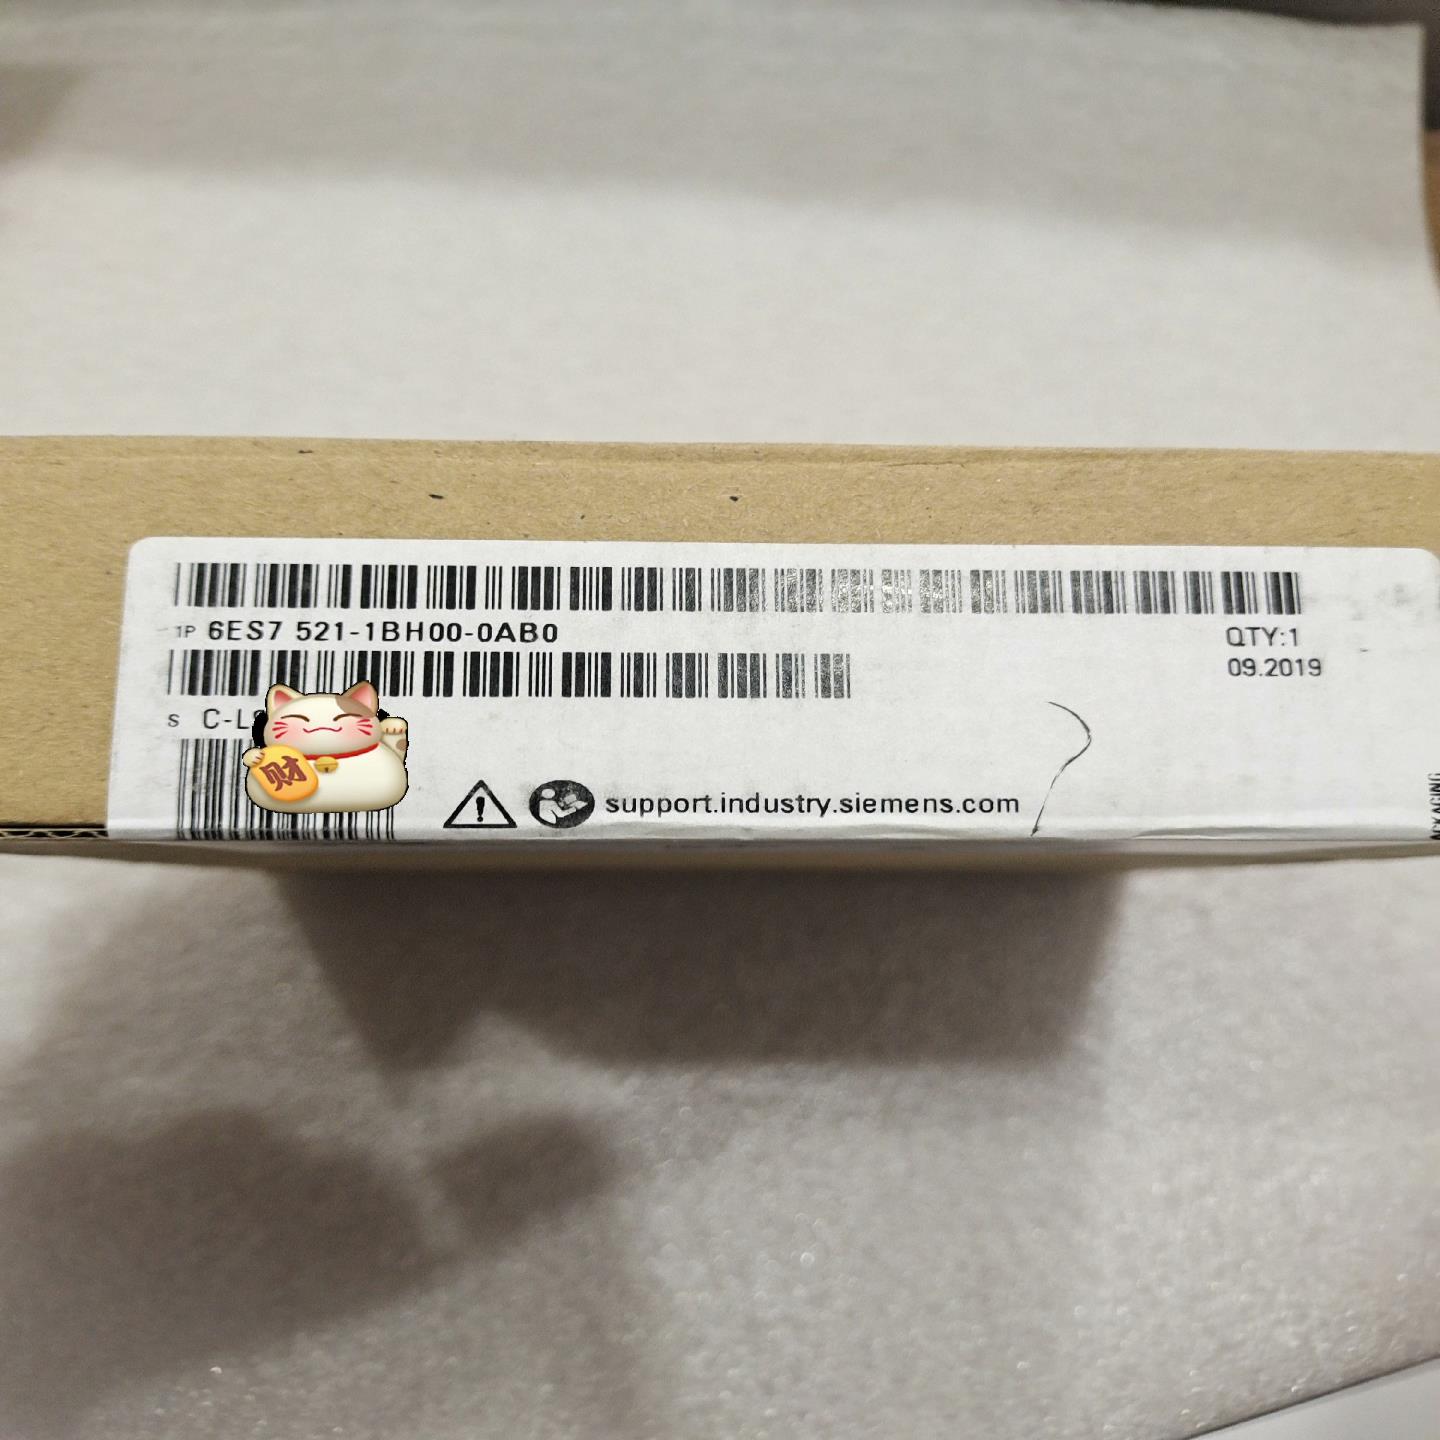 1P 6ES7 521-1BH00-0AB0
QTY:1
09.2019
S C-L
财
support.industry.siemens.com